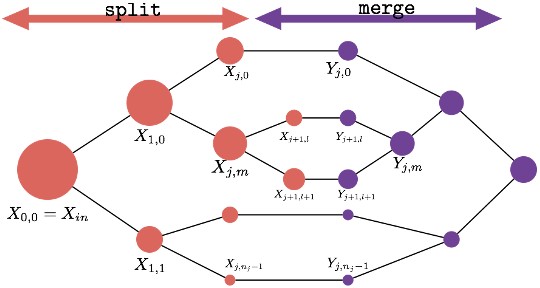 split
merge
X_{j,0}
Y_{j,0}
X_{1,0}
X_{j+1,l}
Y_{j+1,l}
X_{j,m}
Y_{j,m}
X_{j+1,l+1}
Y_{j+1,l+1}
X_{0,0} = X_{in}
X_{1,1}
X_{j,n_j−1}
Y_{j,n_j−1}